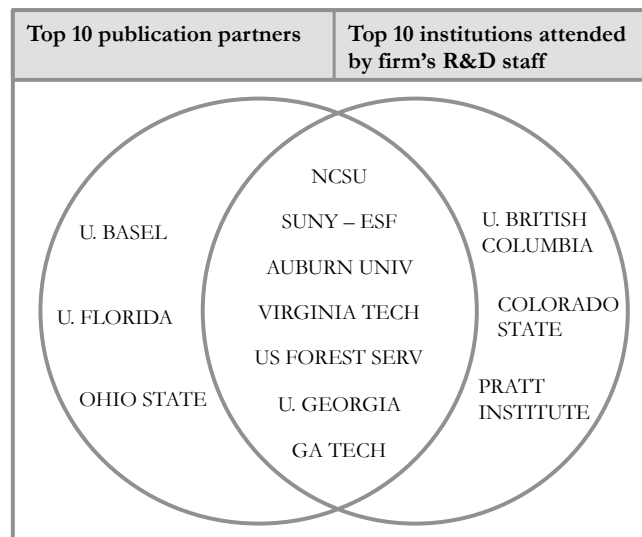 Top 10 publication partners
Top 10 institutions attended
by firm's R&D staff
U. BASEL
U. FLORIDA
OHIO STATE
NCSU
SUNY – ESF
AUBURN UNIV
VIRGINIA TECH
US FOREST SERV
U. GEORGIA
GA TECH
U. BRITISH
COLUMBIA
COLORADO
STATE
PRATT
INSTITUTE